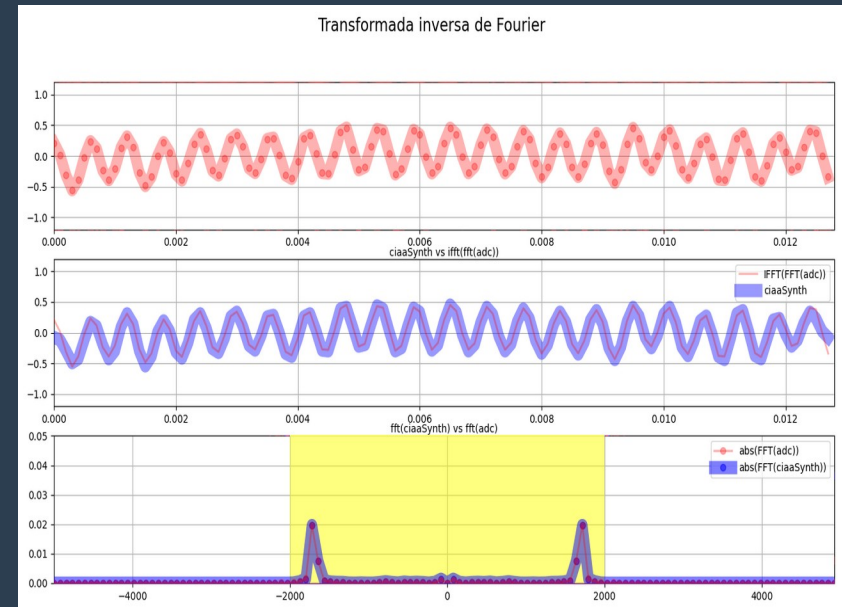 Transformada inversa de Fourier
1.0
0.5
0.0
−0.5
−1.0
0.000 0.002 0.004 0.006 0.008 0.010 0.012
ciaaSynth vs ifft(fft(adc))
1.0
0.5
0.0
−0.5
−1.0
IFFT(FFT(adc))
ciaaSynth
0.000 0.002 0.004 0.006 0.008 0.010 0.012
fft(ciaaSynth) vs fft(adc)
0.05
0.04
0.03
0.02
0.01
0.00
abs(FFT(adc))
abs(FFT(ciaaSynth))
−4000 −2000 0 2000 4000